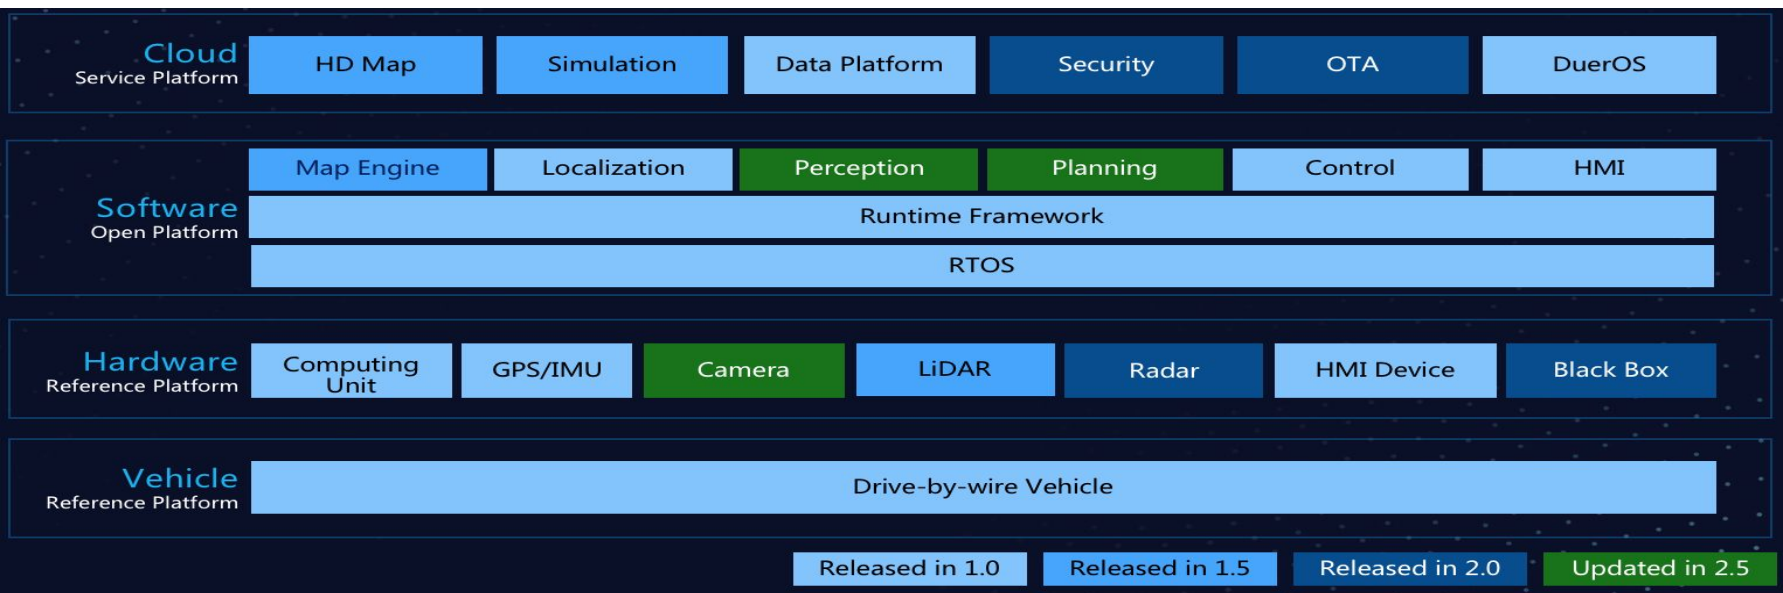 Cloud
Service Platform
HD Map
Simulation
Data Platform
Security
OTA
DuerOS
Software
Open Platform
Map Engine
Localization
Perception
Planning
Control
HMI
Runtime Framework
RTOS
Hardware
Reference Platform
Computing
Unit
GPS/IMU
Camera
LiDAR
Radar
HMI Device
Black Box
Vehicle
Reference Platform
Drive-by-wire Vehicle
Released in 1.0
Released in 1.5
Released in 2.0
Updated in 2.5